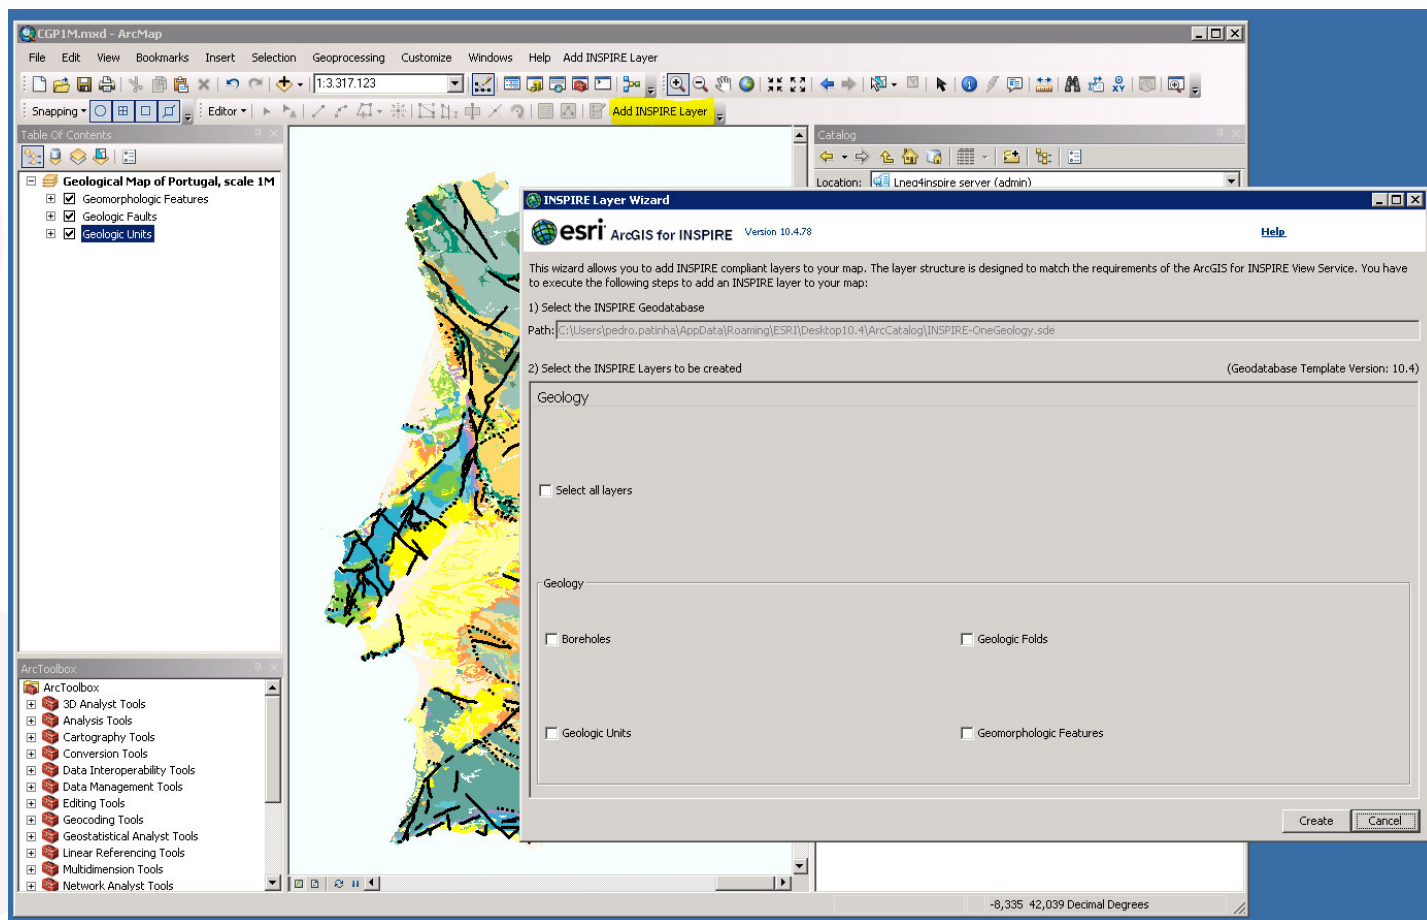 CGP1M.mxd - ArcMap
File Edit View Bookmarks Insert Selection Geoprocessing Customize Windows Help Add INSPIRE Layer
1:3.317.123
Snapping Editor Add INSPIRE Layer
Table Of Contents
Geological Map of Portugal, scale 1M
Geomorphologic Features
Geologic Faults
Geologic Units
Catalog
Location: Lneg4inspire server (admin)
INSPIRE Layer Wizard
esri ArcGIS for INSPIRE Version 10.4.78 Help
This wizard allows you to add INSPIRE compliant layers to your map. The layer structure is designed to match the requirements of the ArcGIS for INSPIRE View Service. You have
to execute the following steps to add an INSPIRE layer to your map:
1) Select the INSPIRE Geodatabase
Path: C:\Users\pedro.patinha\AppData\Roaming\ESRI\Desktop10.4\ArcCatalog\INSPIRE-OneGeology.sde
2) Select the INSPIRE Layers to be created (Geodatabase Template Version: 10.4)
Geology
Select all layers
Geology
Boreholes Geologic Folds
Geologic Units Geomorphologic Features
Create Cancel
ArcToolbox
ArcToolbox
3D Analyst Tools
Analysis Tools
Cartography Tools
Conversion Tools
Data Interoperability Tools
Data Management Tools
Editing Tools
Geocoding Tools
Geostatistical Analyst Tools
Linear Referencing Tools
Multidimension Tools
Network Analyst Tools
-8,335 42,039 Decimal Degrees